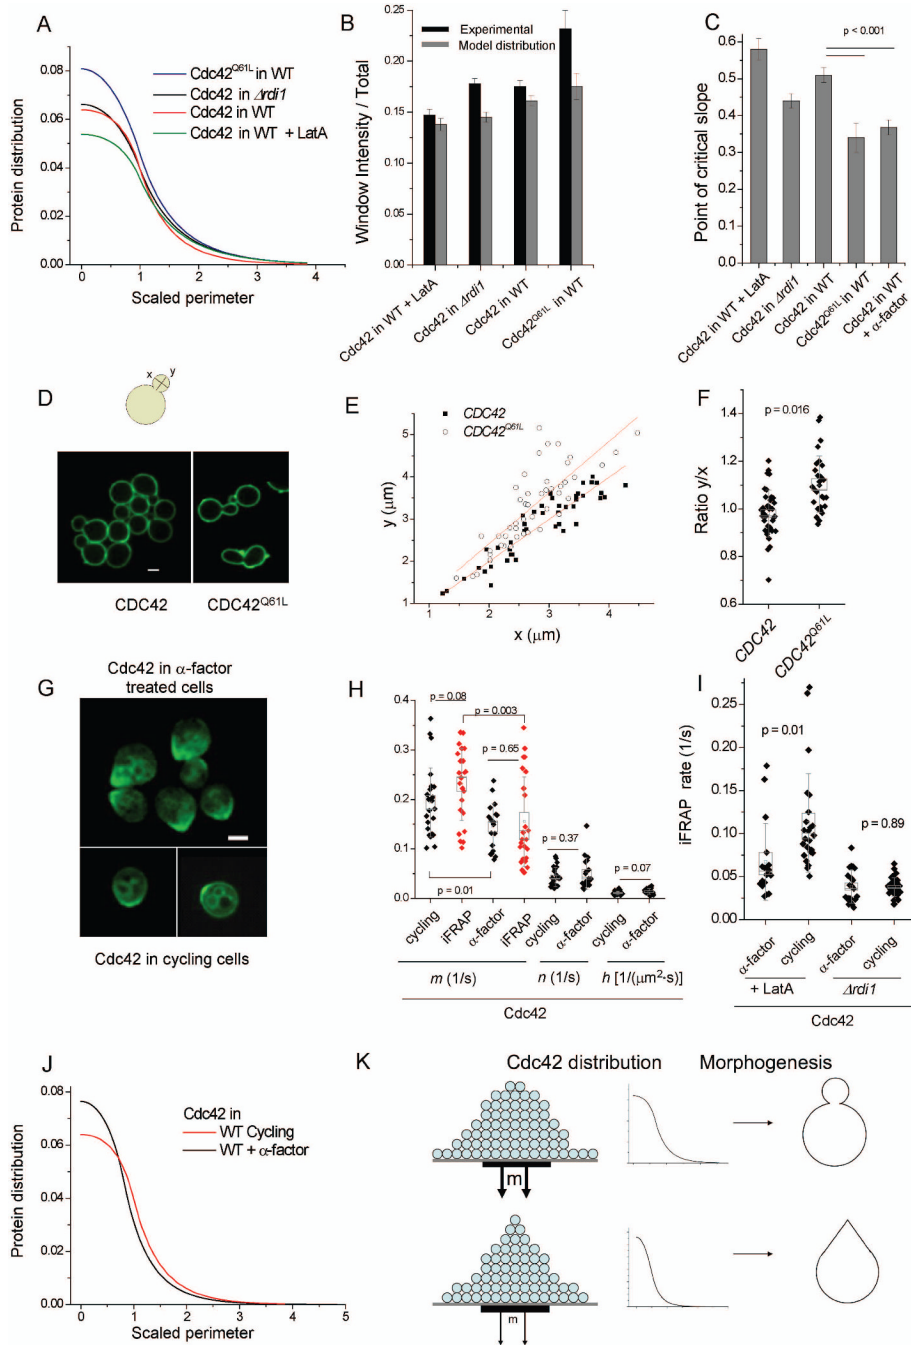 A
0.08
0.06
0.04
0.02
0.00
0 1 2 3 4
Protein distribution
Scaled perimeter
Cdc42Q61L in WT
Cdc42 in Δrdi1
Cdc42 in WT
Cdc42 in WT + LatA
B
0.25
0.20
0.15
0.10
0.05
0.00
Window Intensity / Total
Experimental
Model distribution
Cdc42 in WT + LatA
Cdc42 in Δrdi1
Cdc42 in WT
Cdc42Q61L in WT
C
p < 0.001
0.6
0.5
0.4
0.3
0.2
0.1
0.0
Point of critical slope
Cdc42 in WT + LatA
Cdc42 in Δrdi1
Cdc42 in WT
Cdc42Q61L in WT
Cdc42 in WT
+ α-factor
D
x y
CDC42
CDC42Q61L
E
CDC42
CDC42Q61L
5
4
3
2
1
1 2 3 4
y (μm)
x (μm)
F
p = 0.016
1.4
1.2
1.0
0.8
0.6
Ratio y/x
CDC42
CDC42Q61L
G
Cdc42 in α-factor
treated cells
Cdc42 in cycling cells
H
p = 0.08
p = 0.003
p = 0.65
p = 0.37
p = 0.07
p = 0.01
0.4
0.3
0.2
0.1
0.0
cycling
iFRAP
α-factor
iFRAP
cycling
α-factor
cycling
α-factor
m (1/s)
n (1/s)
h [1/(μm2·s)]
Cdc42
I
0.25
0.20
0.15
0.10
0.05
0.00
iFRAP rate (1/s)
p = 0.01
p = 0.89
α-factor
cycling
α-factor
cycling
+ LatA
Δrdi1
Cdc42
J
0.08
0.06
0.04
0.02
0.00
0 1 2 3 4 5
Protein distribution
Scaled perimeter
Cdc42 in
WT Cycling
WT + α-factor
K
Cdc42 distribution
Morphogenesis
m
m